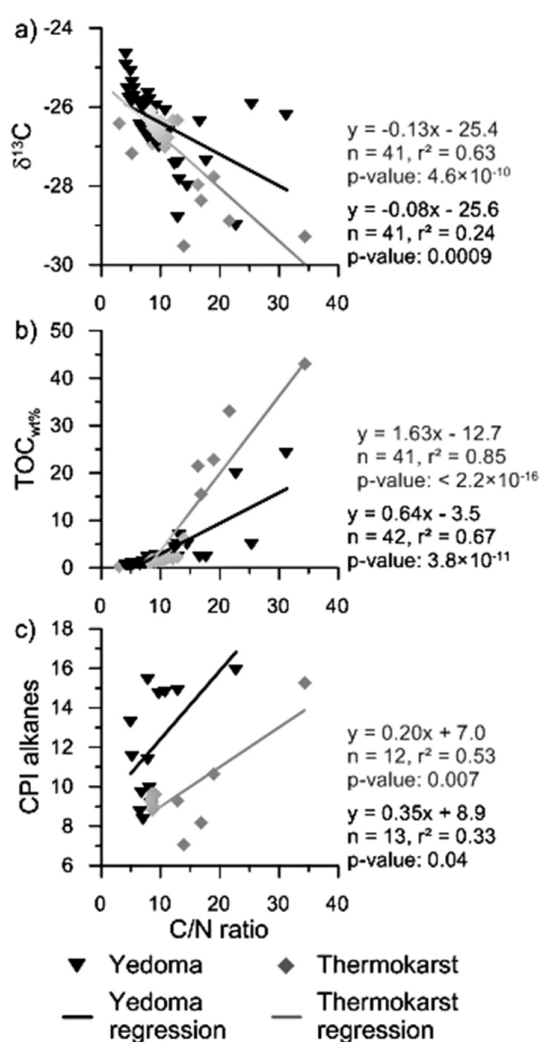 a)
-24
-26
-28
-30
δ¹³C
0 10 20 30 40
y = -0.13x - 25.4
n = 41, r² = 0.63
p-value: 4.6×10⁻¹⁰
y = -0.08x - 25.6
n = 41, r² = 0.24
p-value: 0.0009
b)
50
40
30
20
10
0
TOCwt%
0 10 20 30 40
y = 1.63x - 12.7
n = 41, r² = 0.85
p-value: < 2.2×10⁻¹⁶
y = 0.64x - 3.5
n = 42, r² = 0.67
p-value: 3.8×10⁻¹¹
c)
18
16
14
12
10
8
6
CPI alkanes
0 10 20 30 40
C/N ratio
y = 0.20x + 7.0
n = 12, r² = 0.53
p-value: 0.007
y = 0.35x + 8.9
n = 13, r² = 0.33
p-value: 0.04
Yedoma
Thermokarst
Yedoma
regression
Thermokarst
regression